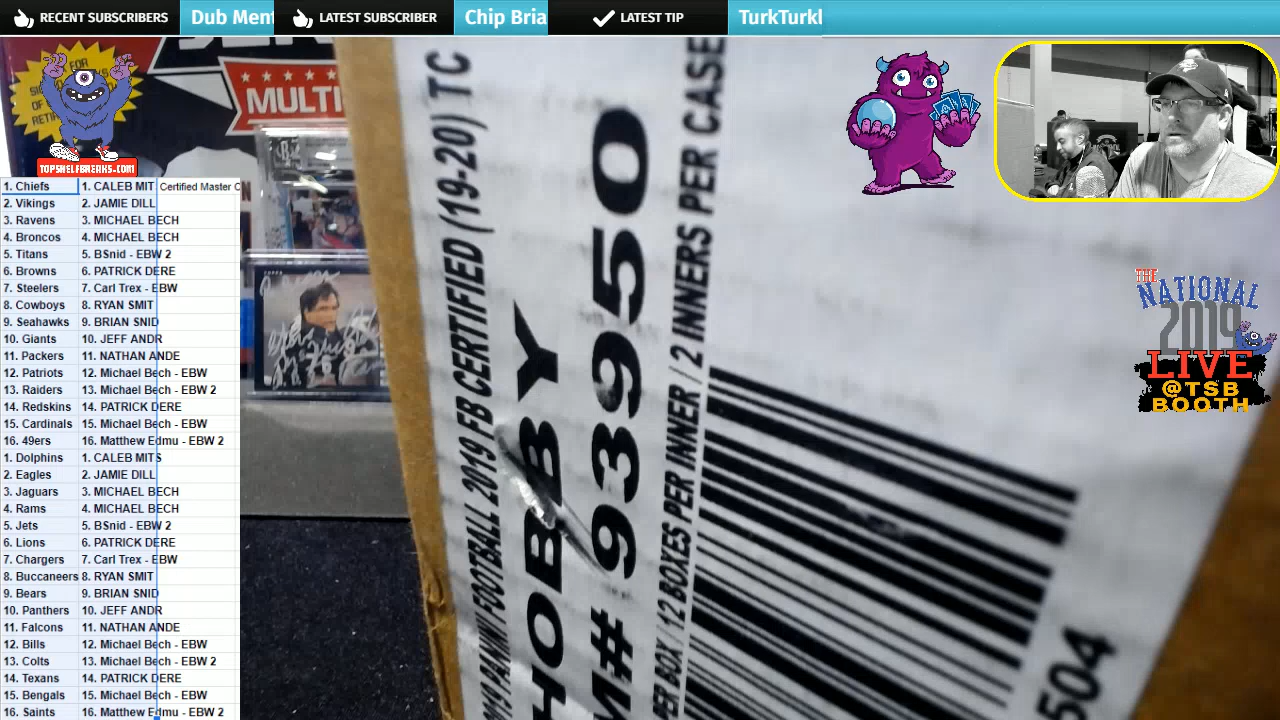 RECENT SUBSCRIBERS
Dub Ment
LATEST SUBSCRIBER
Chip Bria
LATEST TIP
TurkTurkl
FOR
OF
MULTI
TOPSHELFBREAKS.COM
1. Chiefs 1. CALEB MIT Certified Master C
2. Vikings 2. JAMIE DILL
3. Ravens 3. MICHAEL BECH
4. Broncos 4. MICHAEL BECH
5. Titans 5. BSnid - EBW 2
6. Browns 6. PATRICK DERE
7. Steelers 7. Carl Trex - EBW
8. Cowboys 8. RYAN SMIT
9. Seahawks 9. BRIAN SNID
10. Giants 10. JEFF ANDR
11. Packers 11. NATHAN ANDE
12. Patriots 12. Michael Bech - EBW
13. Raiders 13. Michael Bech - EBW 2
14. Redskins 14. PATRICK DERE
15. Cardinals 15. Michael Bech - EBW
16. 49ers 16. Matthew Edmu - EBW 2
1. Dolphins 1. CALEB MITS
2. Eagles 2. JAMIE DILL
3. Jaguars 3. MICHAEL BECH
4. Rams 4. MICHAEL BECH
5. Jets 5. BSnid - EBW 2
6. Lions 6. PATRICK DERE
7. Chargers 7. Carl Trex - EBW
8. Buccaneers 8. RYAN SMIT
9. Bears 9. BRIAN SNID
10. Panthers 10. JEFF ANDR
11. Falcons 11. NATHAN ANDE
12. Bills 12. Michael Bech - EBW
13. Colts 13. Michael Bech - EBW 2
14. Texans 14. PATRICK DERE
15. Bengals 15. Michael Bech - EBW
16. Saints 16. Matthew Edmu - EBW 2
2019 PANINI FOOTBALL 2019 FB CERTIFIED (19-20) TC
HOBBY
M# 93950
PER BOX / 12 BOXES PER INNER / 2 INNERS PER CASE
504
THE
NATIONAL
2019
LIVE
@TSB
BOOTH